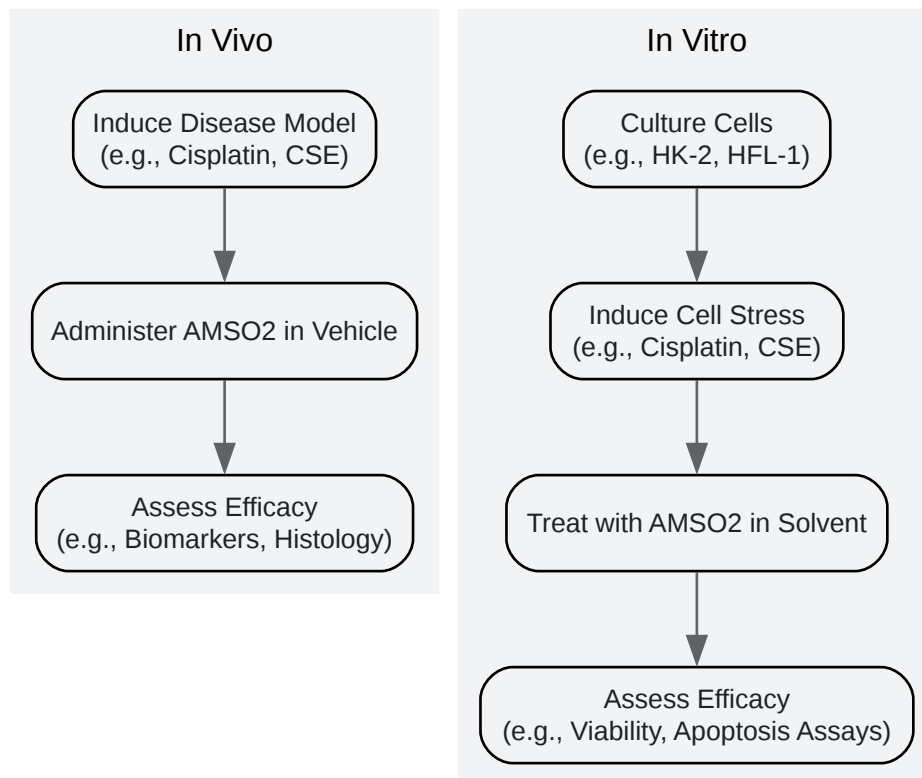 In Vivo
Induce Disease Model
(e.g., Cisplatin, CSE)
Administer AMSO2 in Vehicle
Assess Efficacy
(e.g., Biomarkers, Histology)
In Vitro
Culture Cells
(e.g., HK-2, HFL-1)
Induce Cell Stress
(e.g., Cisplatin, CSE)
Treat with AMSO2 in Solvent
Assess Efficacy
(e.g., Viability, Apoptosis Assays)